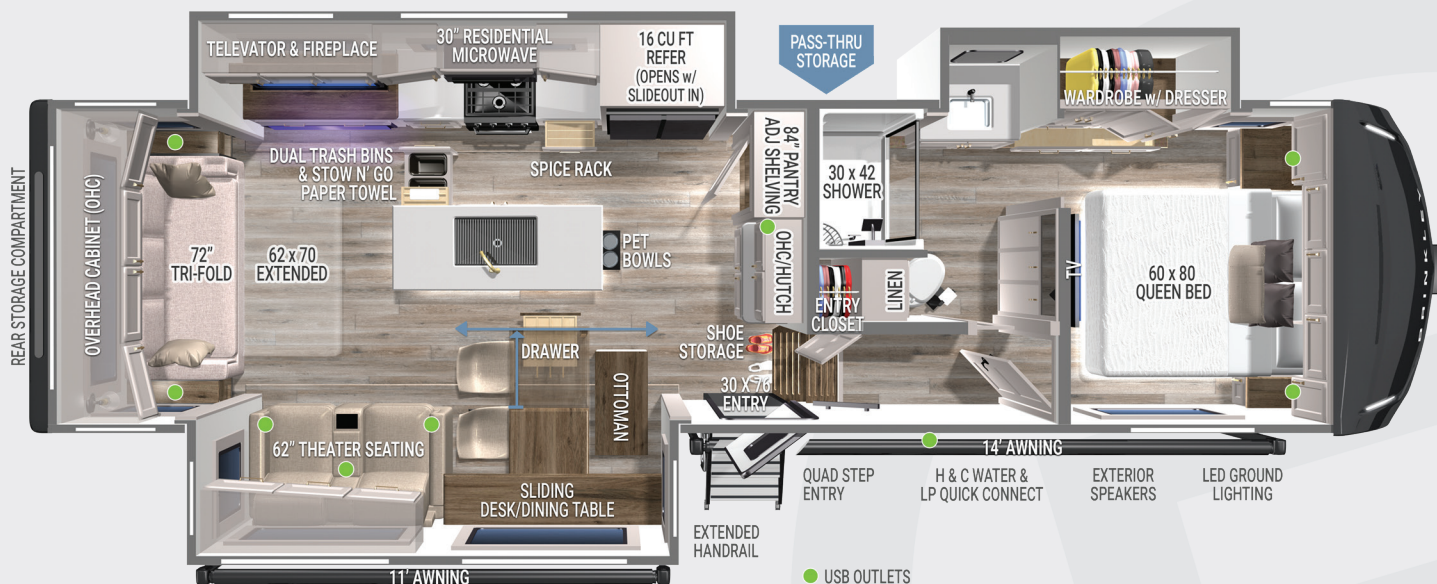 TELEVATOR & FIREPLACE
30" RESIDENTIAL
MICROWAVE
16 CU FT
REFER
(OPENS w/
SLIDEOUT IN)
PASS-THRU
STORAGE
WARDROBE w/ DRESSER
REAR STORAGE COMPARTMENT
OVERHEAD CABINET (OHC)
DUAL TRASH BINS
& STOW N' GO
PAPER TOWEL
SPICE RACK
84" PANTRY
ADJ SHELVING
30 x 42
SHOWER
72"
TRI-FOLD
62 x 70
EXTENDED
PET
BOWLS
OHC/HUTCH
ENTRY
CLOSET
LINEN
TV
60 x 80
QUEEN BED
BRINKLEY
DRAWER
SHOE
STORAGE
OTTOMAN
30 X 76
ENTRY
62" THEATER SEATING
SLIDING
DESK/DINING TABLE
14' AWNING
QUAD STEP
ENTRY
H & C WATER &
LP QUICK CONNECT
EXTERIOR
SPEAKERS
LED GROUND
LIGHTING
EXTENDED
HANDRAIL
11' AWNING
USB OUTLETS